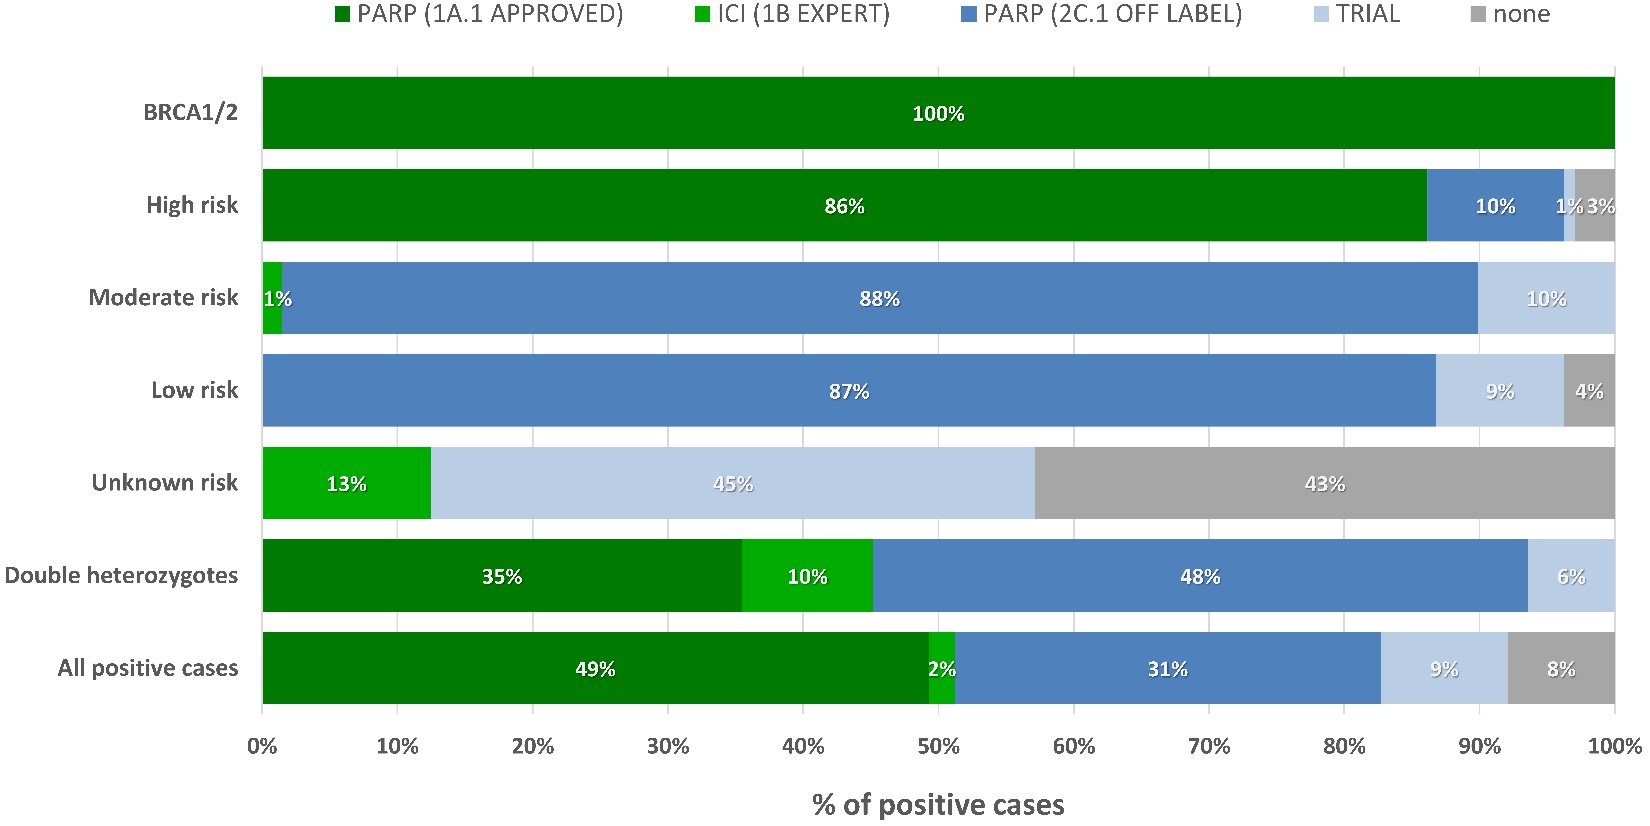 PARP (1A.1 APPROVED) ICI (1B EXPERT) PARP (2C.1 OFF LABEL) TRIAL none
BRCA1/2 100%
High risk 86% 10% 1% 3%
Moderate risk 1% 88% 10%
Low risk 87% 9% 4%
Unknown risk 13% 45% 43%
Double heterozygotes 35% 10% 48% 6%
All positive cases 49% 2% 31% 9% 8%
0% 10% 20% 30% 40% 50% 60% 70% 80% 90% 100%
% of positive cases